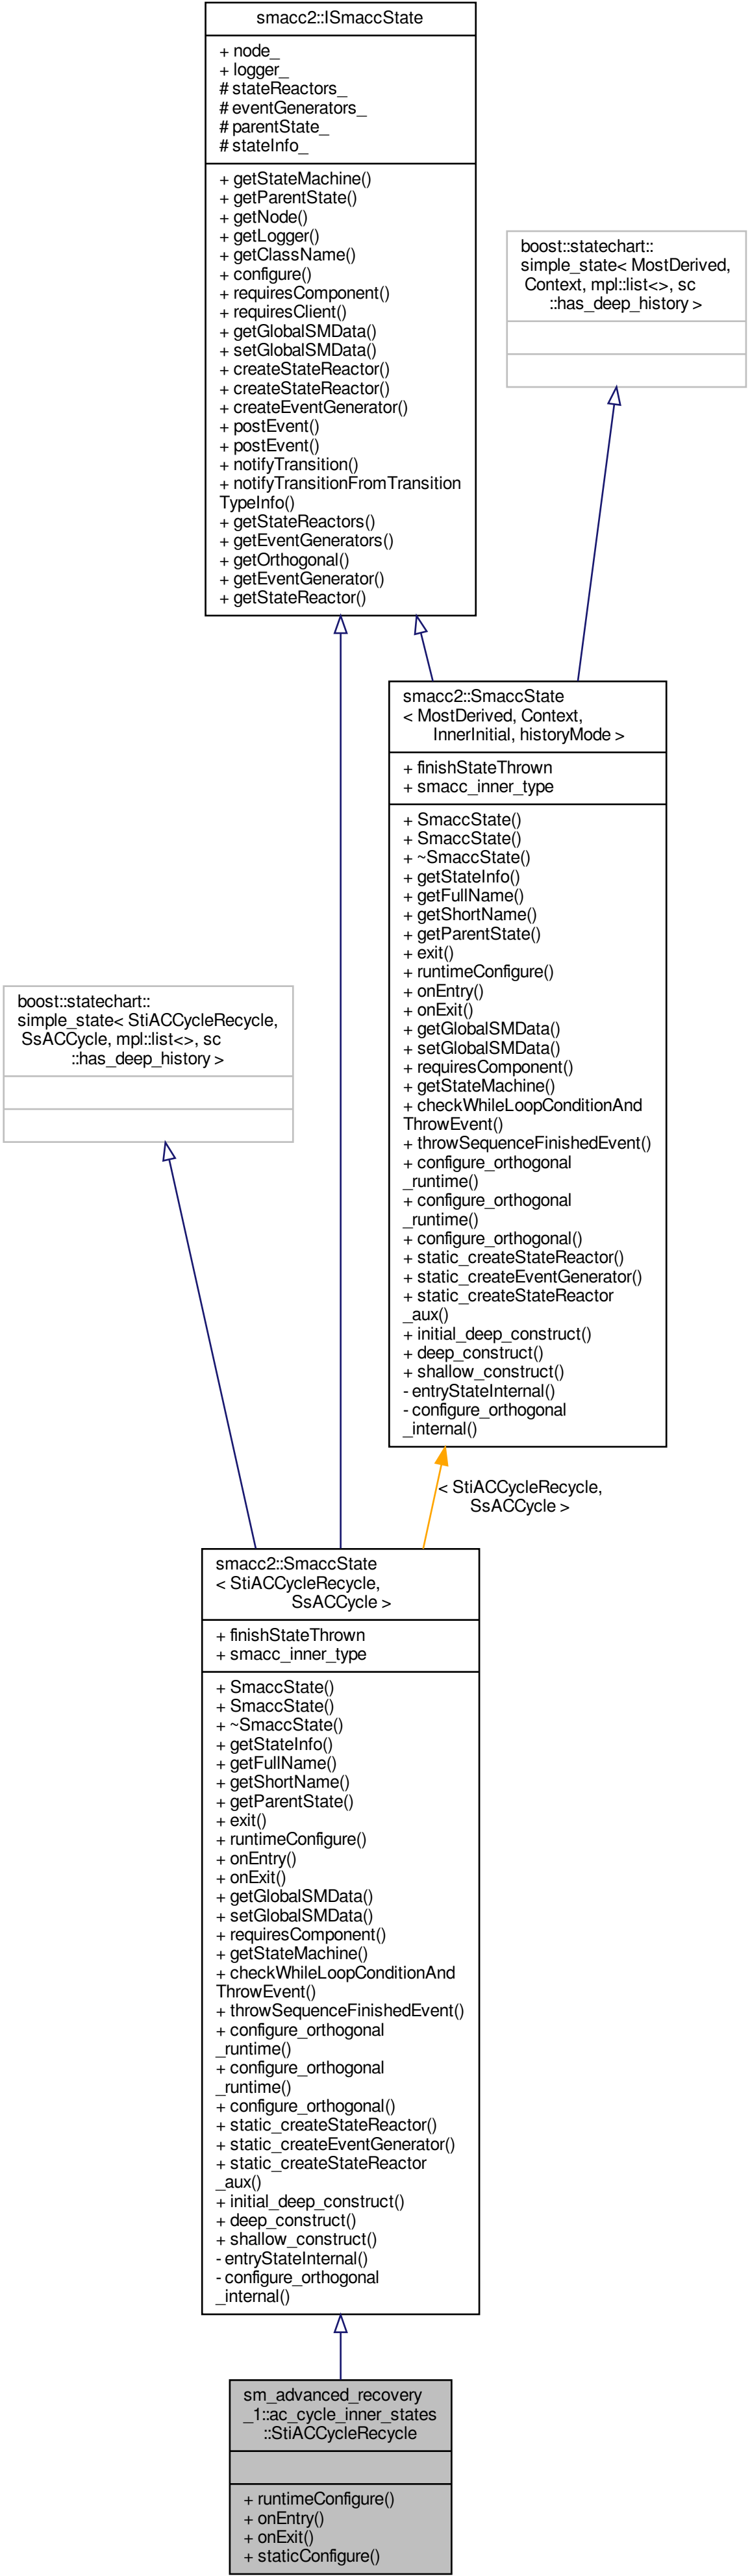 smacc2::ISmaccState
+ node_
+ logger_
# stateReactors_
# eventGenerators_
# parentState_
# stateInfo_
+ getStateMachine()
+ getParentState()
+ getNode()
+ getLogger()
+ getClassName()
+ configure()
+ requiresComponent()
+ requiresClient()
+ getGlobalSMData()
+ setGlobalSMData()
+ createStateReactor()
+ createStateReactor()
+ createEventGenerator()
+ postEvent()
+ postEvent()
+ notifyTransition()
+ notifyTransitionFromTransition
TypeInfo()
+ getStateReactors()
+ getEventGenerators()
+ getOrthogonal()
+ getEventGenerator()
+ getStateReactor()
boost::statechart::
simple_state< MostDerived,
Context, mpl::list<>, sc
::has_deep_history >
smacc2::SmaccState
< MostDerived, Context,
InnerInitial, historyMode >
+ finishStateThrown
+ smacc_inner_type
+ SmaccState()
+ SmaccState()
+ ~SmaccState()
+ getStateInfo()
+ getFullName()
+ getShortName()
+ getParentState()
+ exit()
+ runtimeConfigure()
+ onEntry()
+ onExit()
+ getGlobalSMData()
+ setGlobalSMData()
+ requiresComponent()
+ getStateMachine()
+ checkWhileLoopConditionAnd
ThrowEvent()
+ throwSequenceFinishedEvent()
+ configure_orthogonal
_runtime()
+ configure_orthogonal
_runtime()
+ configure_orthogonal()
+ static_createStateReactor()
+ static_createEventGenerator()
+ static_createStateReactor
_aux()
+ initial_deep_construct()
+ deep_construct()
+ shallow_construct()
- entryStateInternal()
- configure_orthogonal
_internal()
boost::statechart::
simple_state< StiACCycleRecycle,
SsACCycle, mpl::list<>, sc
::has_deep_history >
< StiACCycleRecycle,
SsACCycle >
smacc2::SmaccState
< StiACCycleRecycle,
SsACCycle >
+ finishStateThrown
+ smacc_inner_type
+ SmaccState()
+ SmaccState()
+ ~SmaccState()
+ getStateInfo()
+ getFullName()
+ getShortName()
+ getParentState()
+ exit()
+ runtimeConfigure()
+ onEntry()
+ onExit()
+ getGlobalSMData()
+ setGlobalSMData()
+ requiresComponent()
+ getStateMachine()
+ checkWhileLoopConditionAnd
ThrowEvent()
+ throwSequenceFinishedEvent()
+ configure_orthogonal
_runtime()
+ configure_orthogonal
_runtime()
+ configure_orthogonal()
+ static_createStateReactor()
+ static_createEventGenerator()
+ static_createStateReactor
_aux()
+ initial_deep_construct()
+ deep_construct()
+ shallow_construct()
- entryStateInternal()
- configure_orthogonal
_internal()
sm_advanced_recovery
_1::ac_cycle_inner_states
::StiACCycleRecycle
+ runtimeConfigure()
+ onEntry()
+ onExit()
+ staticConfigure()